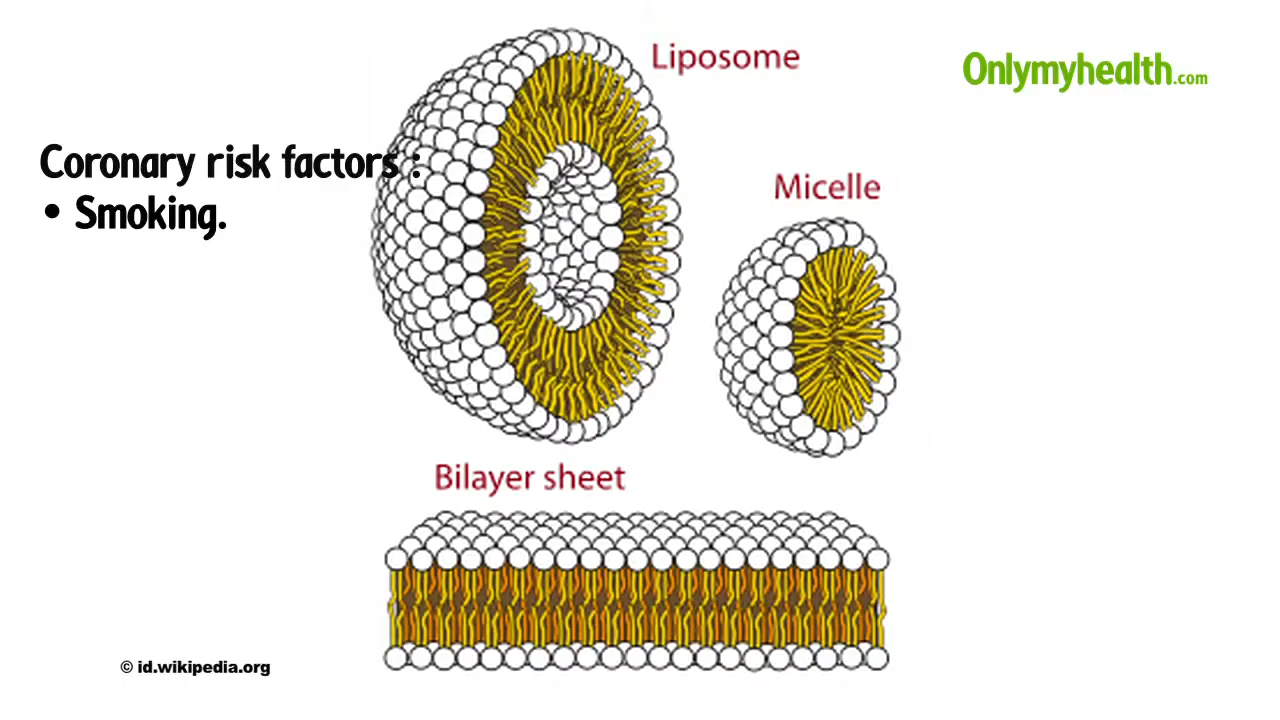 Liposome
Onlymyhealth.com
Coronary risk factors :
• Smoking.
Micelle
Bilayer sheet
© id.wikipedia.org